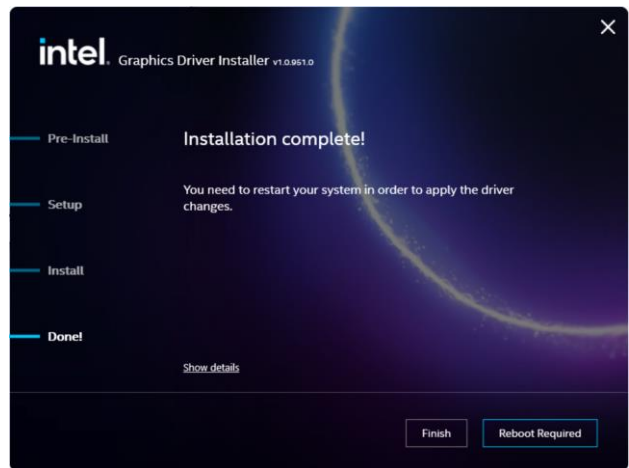 intel. Graphics Driver Installer v1.0.951.0
Pre-Install
Installation complete!
You need to restart your system in order to apply the driver
changes.
Setup
Install
Done!
Show details
Finish
Reboot Required